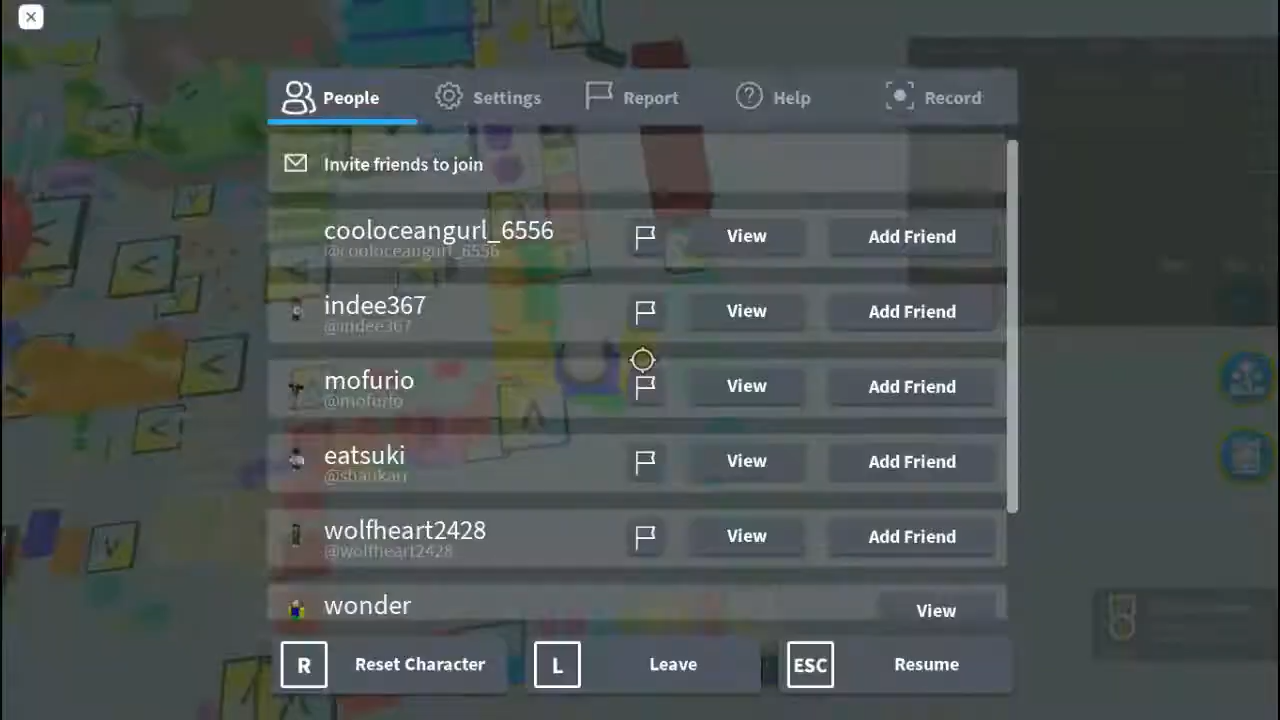 People
Settings
Report
Help
Record
Invite friends to join
cooloceangurl_6556
View
Add Friend
@cooloceangurl_6556
indee367
View
Add Friend
@indee367
mofurio
View
Add Friend
@mofurio
eatsuki
View
Add Friend
wolfheart2428
View
Add Friend
@wolfheart2428
wonder
View
R
Reset Character
L
Leave
ESC
Resume